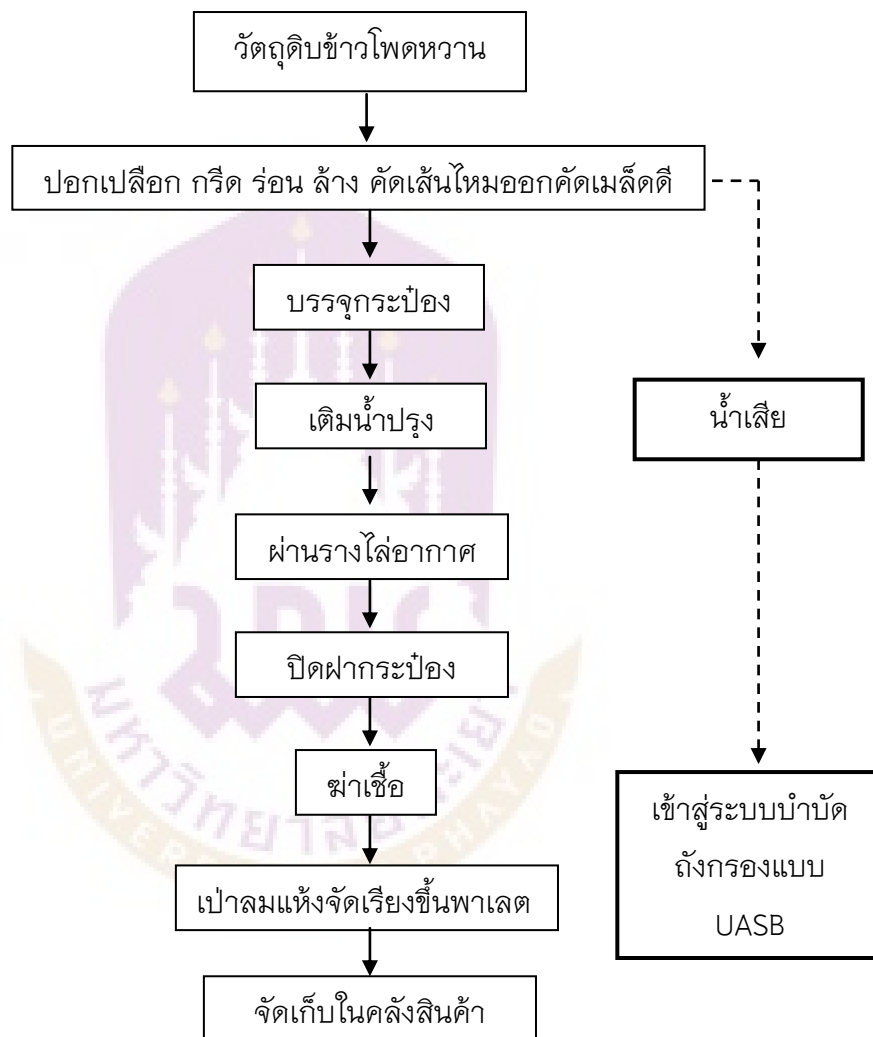 วัตถุดิบข้าวโพดหวาน
ปอกเปลือก กรีด ร่อน ล้าง คัดเส้นไหมออกคัดเมล็ดดี
บรรจุกระป๋อง
เติมน้ำปรุง
น้ำเสีย
ผ่านรางไล่อากาศ
ปิดฝากระป๋อง
ฆ่าเชื้อ
เข้าสู่ระบบบำบัด
ถังกรองแบบ
UASB
เป่าลมแห้งจัดเรียงขึ้นพาเลต
จัดเก็บในคลังสินค้า